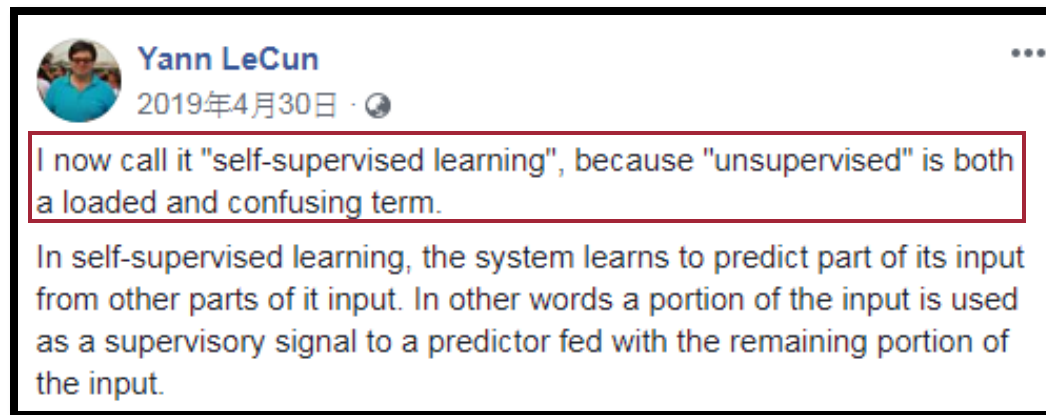 Yann LeCun
2019年4月30日 ·
I now call it "self-supervised learning", because "unsupervised" is both
a loaded and confusing term.
In self-supervised learning, the system learns to predict part of its input
from other parts of it input. In other words a portion of the input is used
as a supervisory signal to a predictor fed with the remaining portion of
the input.